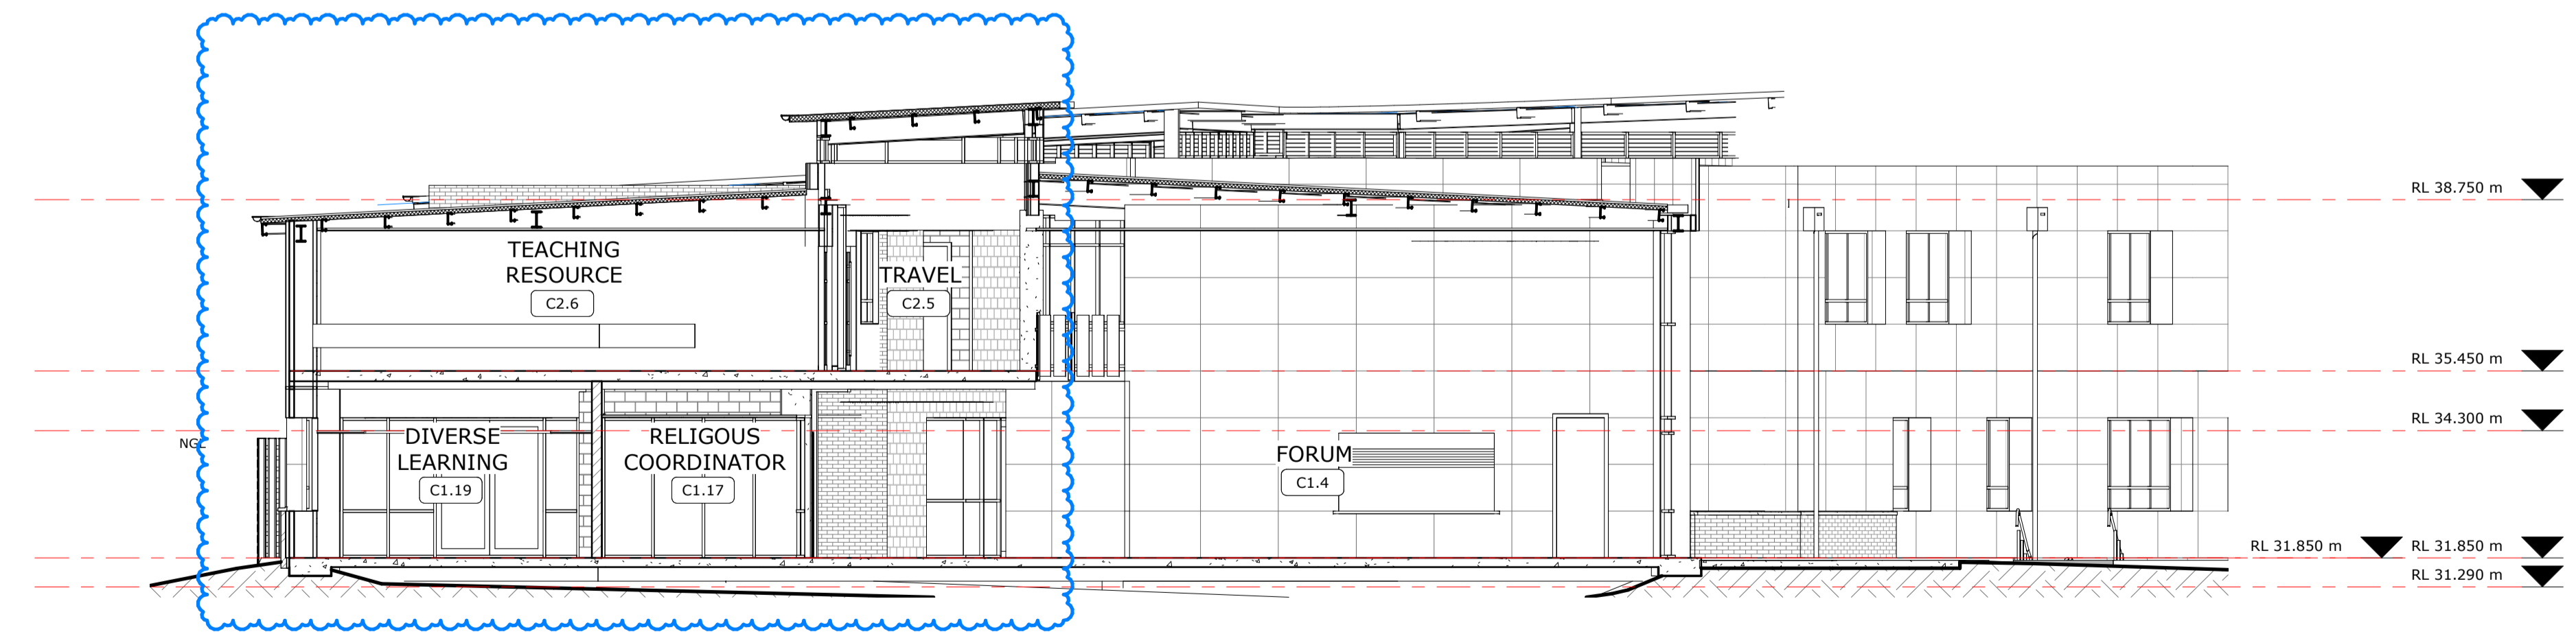 RL 38.750 m
TEACHING
RESOURCE
C2.6
TRAVEL
C2.5
RL 35.450 m
RL 34.300 m
NGL
DIVERSE
LEARNING
C1.19
RELIGOUS
COORDINATOR
C1.17
FORUM
C1.4
RL 31.850 m
RL 31.850 m
RL 31.290 m